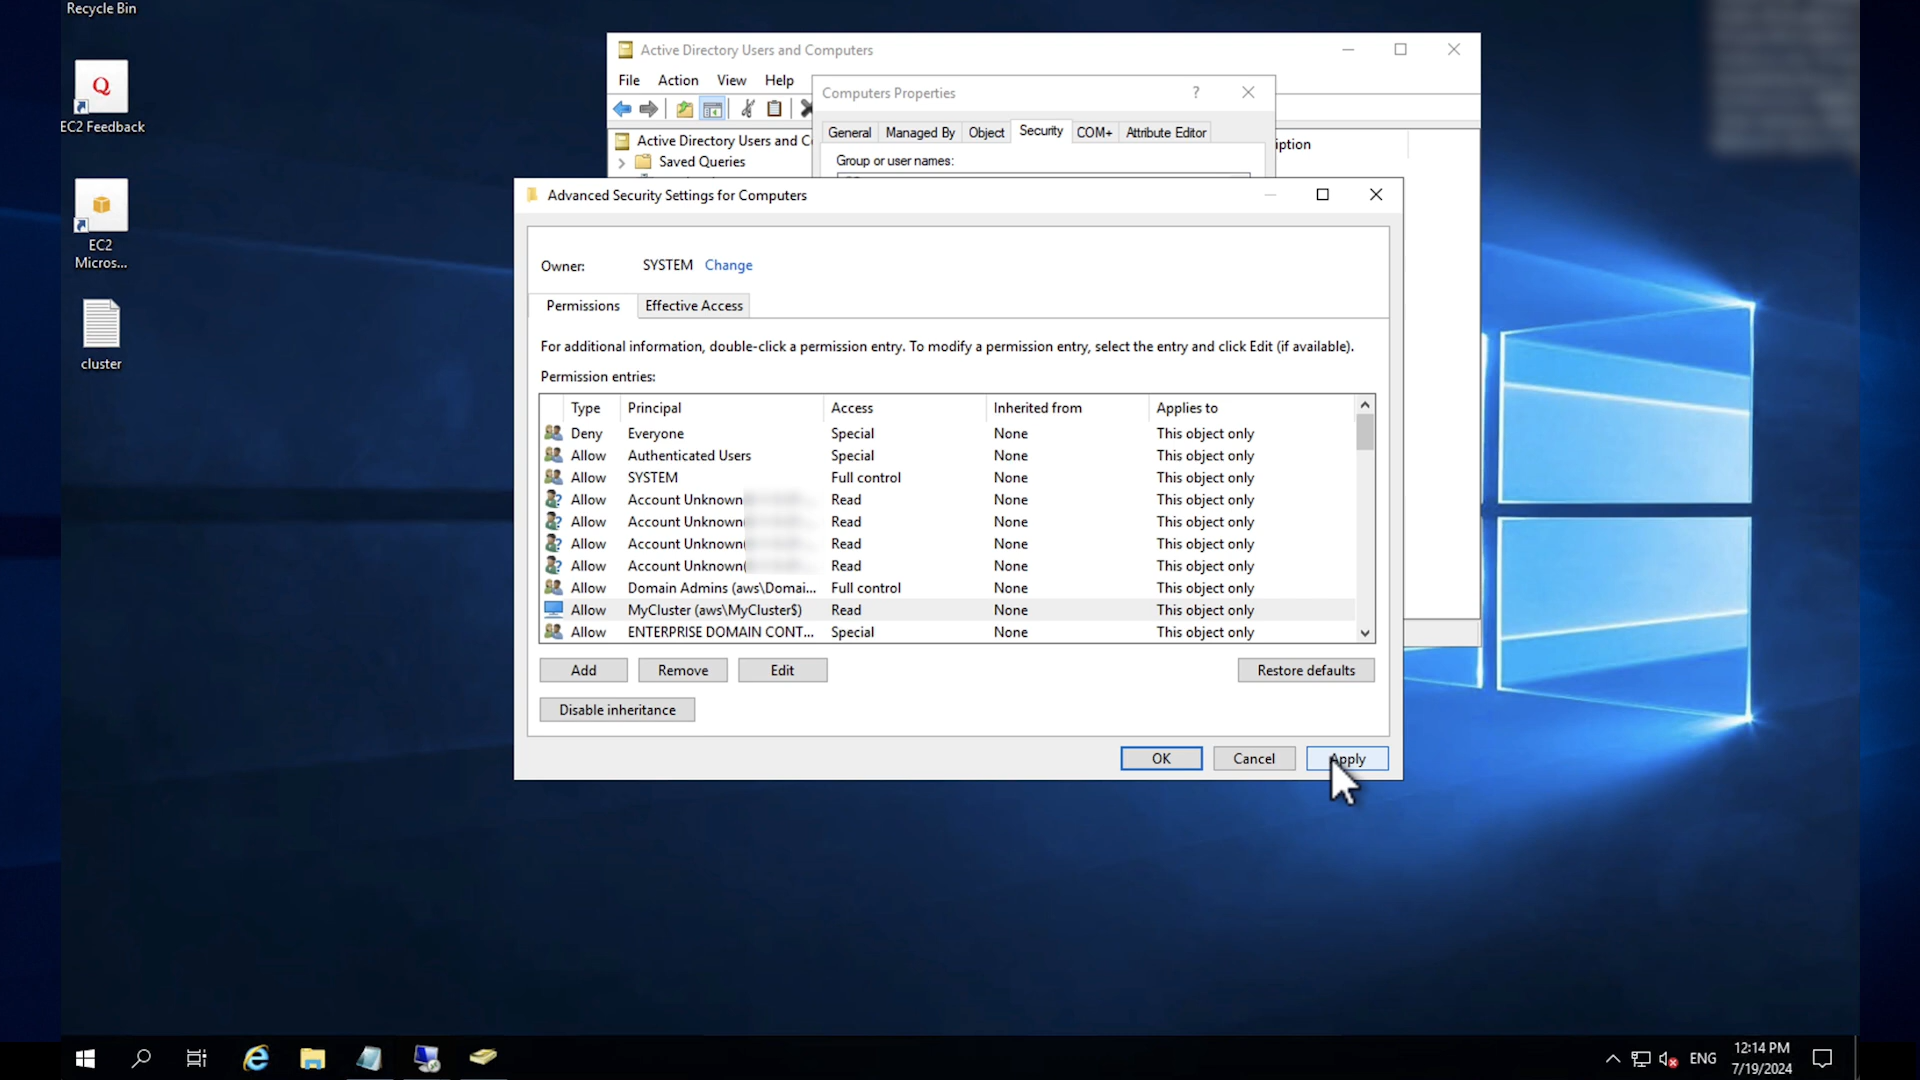 Recycle Bin
EC2 Feedback
EC2
Micros...
cluster
Active Directory Users and Computers
File Action View Help
Active Directory Users and C
Saved Queries
iption
Computers Properties
General Managed By Object Security COM+ Attribute Editor
Group or user names:
Advanced Security Settings for Computers
Owner: SYSTEM Change
Permissions Effective Access
For additional information, double-click a permission entry. To modify a permission entry, select the entry and click Edit (if available).
Permission entries:
Type Principal Access Inherited from Applies to
Deny Everyone Special None This object only
Allow Authenticated Users Special None This object only
Allow SYSTEM Full control None This object only
Allow Account Unknown( Read None This object only
Allow Account Unknown( Read None This object only
Allow Account Unknown( Read None This object only
Allow Account Unknown( Read None This object only
Allow Domain Admins (aws\Domai... Full control None This object only
Allow MyCluster (aws\MyCluster$) Read None This object only
Allow ENTERPRISE DOMAIN CONT... Special None This object only
Add Remove Edit Restore defaults
Disable inheritance
OK Cancel Apply
ENG
12:14 PM
7/19/2024